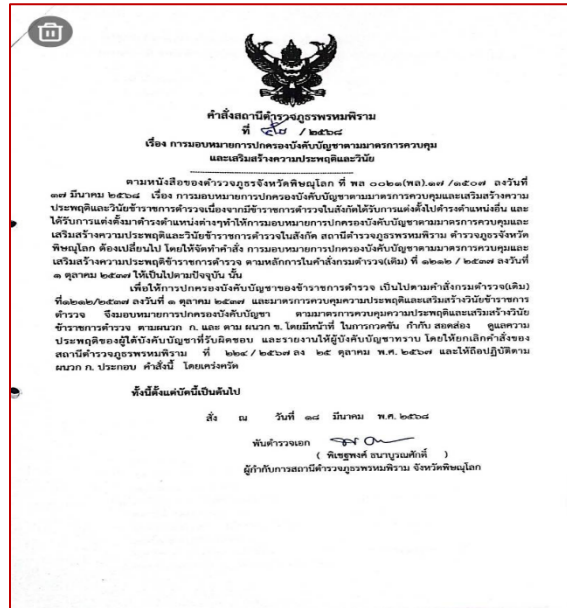 คำสั่งสถานีตำรวจภูธรพรหมพิราม
ที่ / ๒๕๖๘
เรื่อง การมอบหมายการปกครองบังคับบัญชาตามมาตรการควบคุม
และเสริมสร้างความประพฤติและวินัย
ตามหนังสือของตำรวจภูธรจังหวัดพิษณุโลก ที่ พล ๐๐๒๑(พล).๑๗ /๑๕๐๗ ลงวันที่
๑๗ มีนาคม ๒๕๖๘ เรื่อง การมอบหมายการปกครองบังคับบัญชาตามมาตรการควบคุมและเสริมสร้างความ
ประพฤติและวินัยข้าราชการตำรวจเนื่องจากมีข้าราชการตำรวจในสังกัดได้รับการแต่งตั้งไปดำรงตำแหน่งอื่น และ
ได้รับการแต่งตั้งมาดำรงตำแหน่งต่างๆทำให้การมอบหมายการปกครองบังคับบัญชาตามมาตรการควบคุมและ
เสริมสร้างความประพฤติและวินัยข้าราชการตำรวจในสังกัด สถานีตำรวจภูธรพรหมพิราม ตำรวจภูธรจังหวัด
พิษณุโลก ต้องเปลี่ยนไป โดยให้จัดทำคำสั่ง การมอบหมายการปกครองบังคับบัญชาตามมาตรการควบคุมและ
เสริมสร้างความประพฤติข้าราชการตำรวจ ตามหลักการในคำสั่งกรมตำรวจ(เดิม) ที่ ๑๒๑๒ / ๒๕๓๗ ลงวันที่
๑ ตุลาคม ๒๕๓๗ ให้เป็นไปตามปัจจุบัน นั้น
เพื่อให้การปกครองบังคับบัญชาของข้าราชการตำรวจ เป็นไปตามคำสั่งกรมตำรวจ(เดิม)
ที่๑๒๑๒/๒๕๓๗ ลงวันที่ ๑ ตุลาคม ๒๕๓๗ และมาตรการควบคุมความประพฤติและเสริมสร้างวินัยข้าราชการ
ตำรวจ จึงมอบหมายการปกครองบังคับบัญชา ตามมาตรการควบคุมความประพฤติและเสริมสร้างวินัย
ข้าราชการตำรวจ ตามผนวก ก. และ ตาม ผนวก ข. โดยมีหน้าที่ ในการกวดขัน กำกับ สอดส่อง ดูแลความ
ประพฤติของผู้ใต้บังคับบัญชาที่รับผิดชอบ และรายงานให้ผู้บังคับบัญชาทราบ โดยให้ยกเลิกคำสั่งของ
สถานีตำรวจภูธรพรหมพิราม ที่ ๒๒๔ / ๒๕๖๗ ลง ๒๕ ตุลาคม พ.ศ. ๒๕๖๗ และให้ถือปฏิบัติตาม
ผนวก ก. ประกอบ คำสั่งนี้ โดยเคร่งครัด
ทั้งนี้ตั้งแต่บัดนี้เป็นต้นไป
สั่ง ณ วันที่ ๑๘ มีนาคม พ.ศ. ๒๕๖๘
พันตำรวจเอก
( พิเชฐพงศ์ ธนาบูรณศักดิ์ )
ผู้กำกับการสถานีตำรวจภูธรพรหมพิราม จังหวัดพิษณุโลก